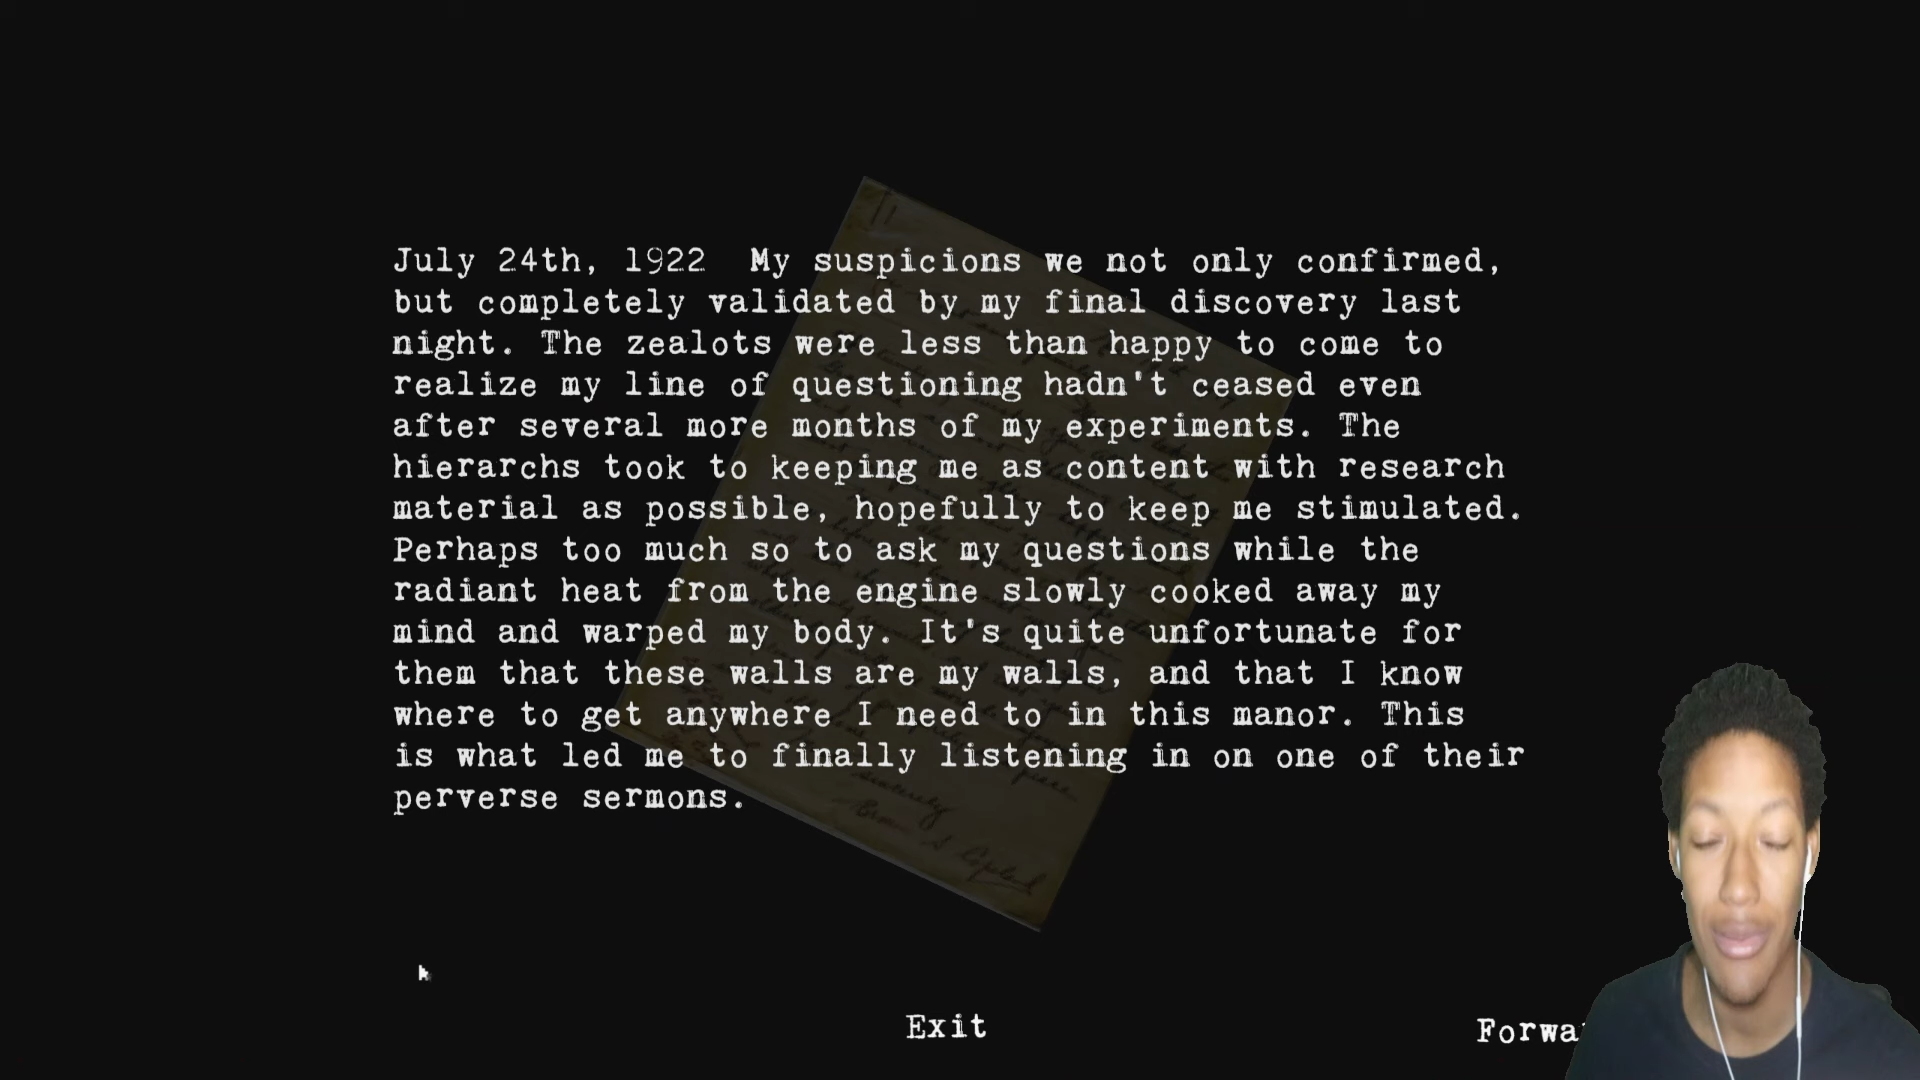 July 24th, 1922  My suspicions we not only confirmed,
but completely validated by my final discovery last
night. The zealots were less than happy to come to
realize my line of questioning hadn't ceased even
after several more months of my experiments. The
hierarchs took to keeping me as content with research
material as possible, hopefully to keep me stimulated.
Perhaps too much so to ask my questions while the
radiant heat from the engine slowly cooked away my
mind and warped my body. It's quite unfortunate for
them that these walls are my walls, and that I know
where to get anywhere I need to in this manor. This
is what led me to finally listening in on one of their
perverse sermons.
Exit